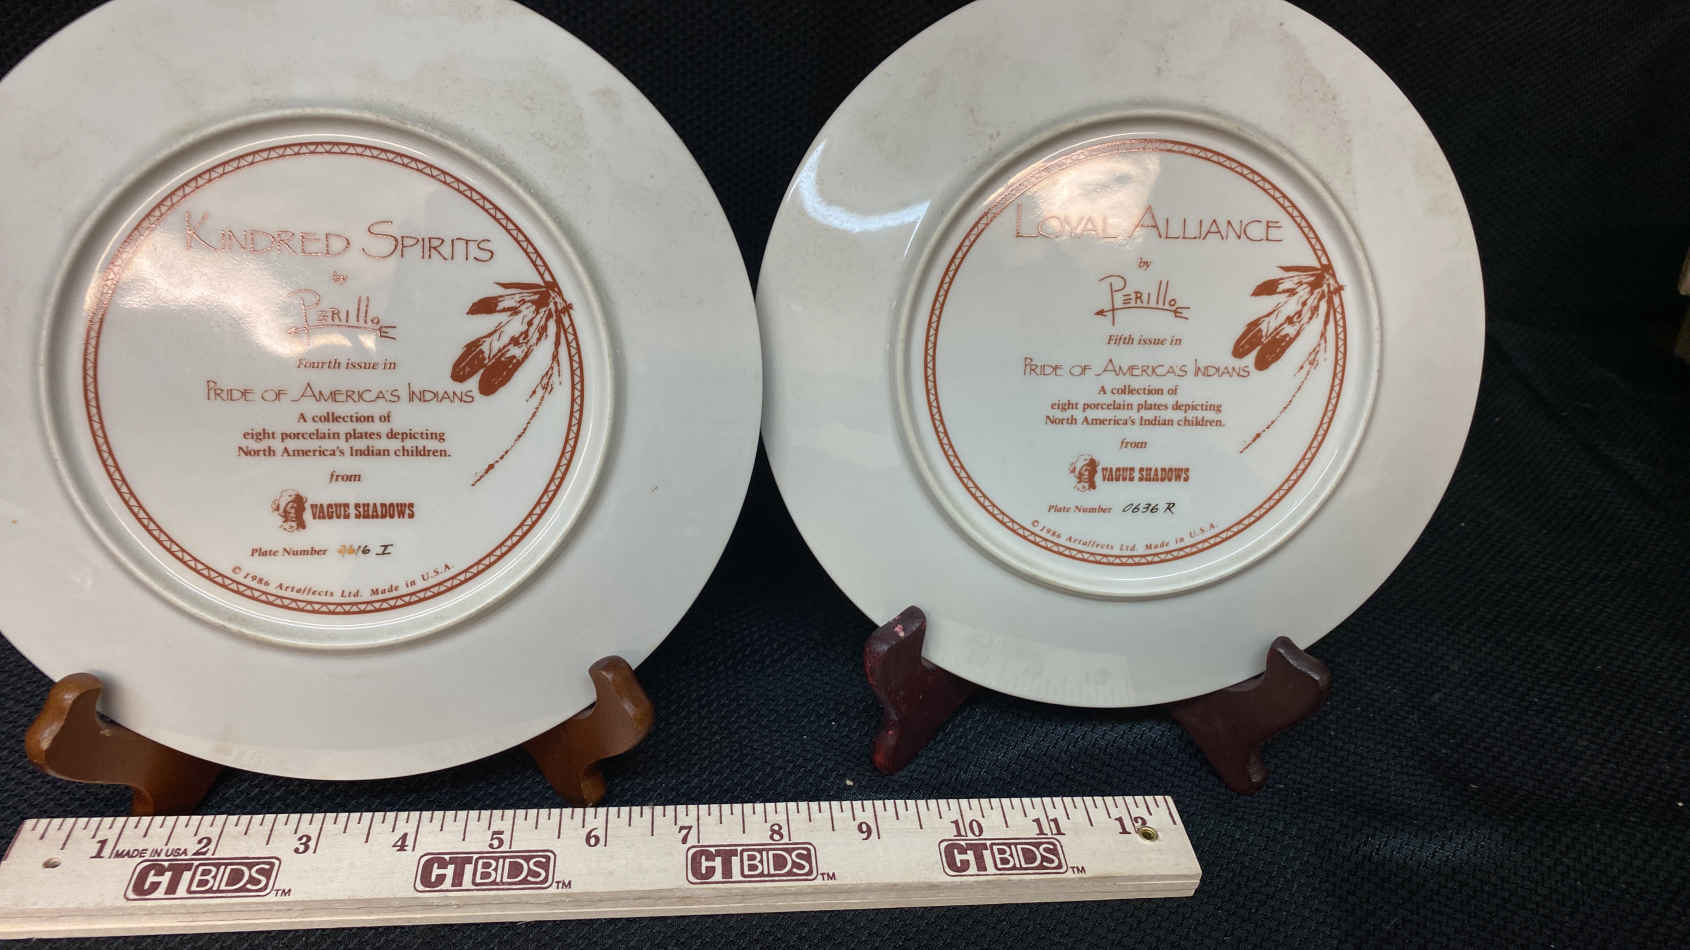 KINDRED SPIRITS
by
PERILLO
Fourth issue in
PRIDE OF AMERICA'S INDIANS
A collection of
eight porcelain plates depicting
North America's Indian children.
from
VAGUE SHADOWS
Plate Number
© 1986 Artaffects Ltd. Made in U.S.A.
LOYAL ALLIANCE
by
PERILLO
Fifth issue in
PRIDE OF AMERICA'S INDIANS
A collection of
eight porcelain plates depicting
North America's Indian children.
from
VAGUE SHADOWS
Plate Number 0636 R
© 1986 Artaffects Ltd. Made in U.S.A.
1 2 3 4 5 6 7 8 9 10 11 12
MADE IN USA
CTBIDS™ CTBIDS™ CTBIDS™ CTBIDS™